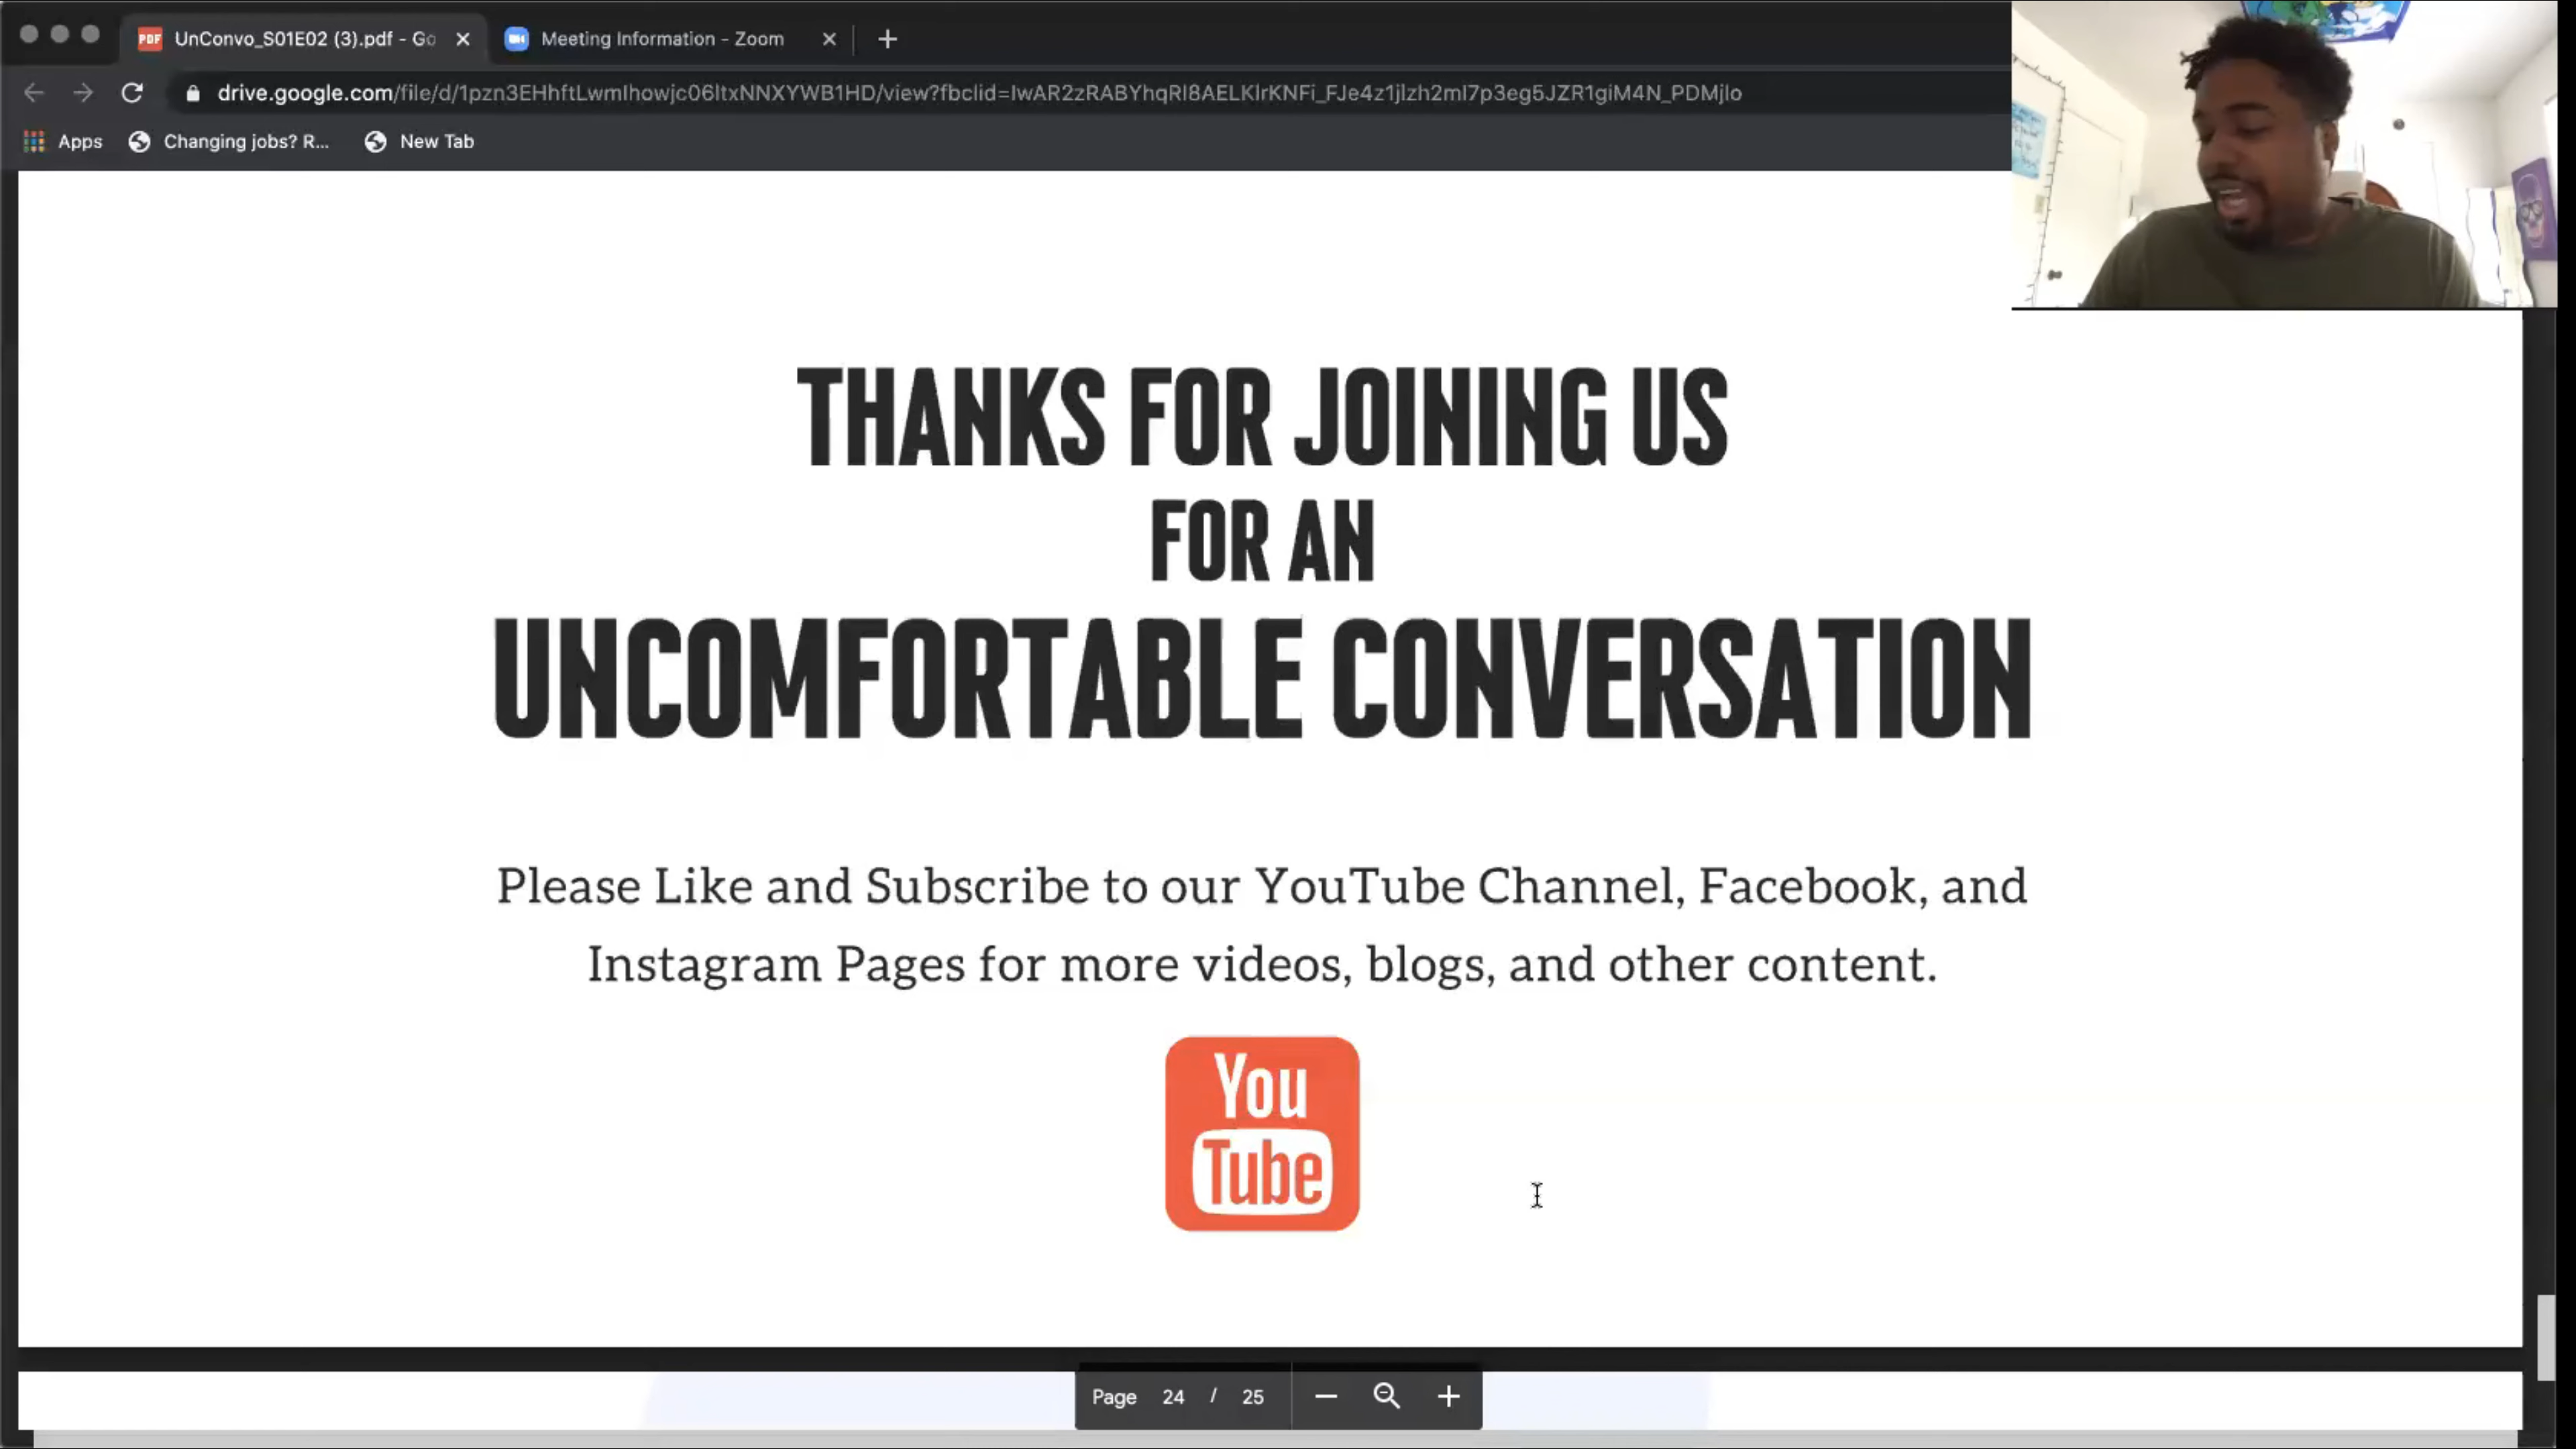 UnConvo_S01E02 (3).pdf - Go
Meeting Information - Zoom
drive.google.com/file/d/1pzn3EHhftLwmIhowjc06ltxNNXYWB1HD/view?fbclid=IwAR2zRABYhqRI8AELKlrKNFi_FJe4z1jlzh2mI7p3eg5JZR1giM4N_PDMjlo
Apps
Changing jobs? R...
New Tab
THANKS FOR JOINING US
FOR AN
UNCOMFORTABLE CONVERSATION
Please Like and Subscribe to our YouTube Channel, Facebook, and
Instagram Pages for more videos, blogs, and other content.
You
Tube
Page 24 / 25